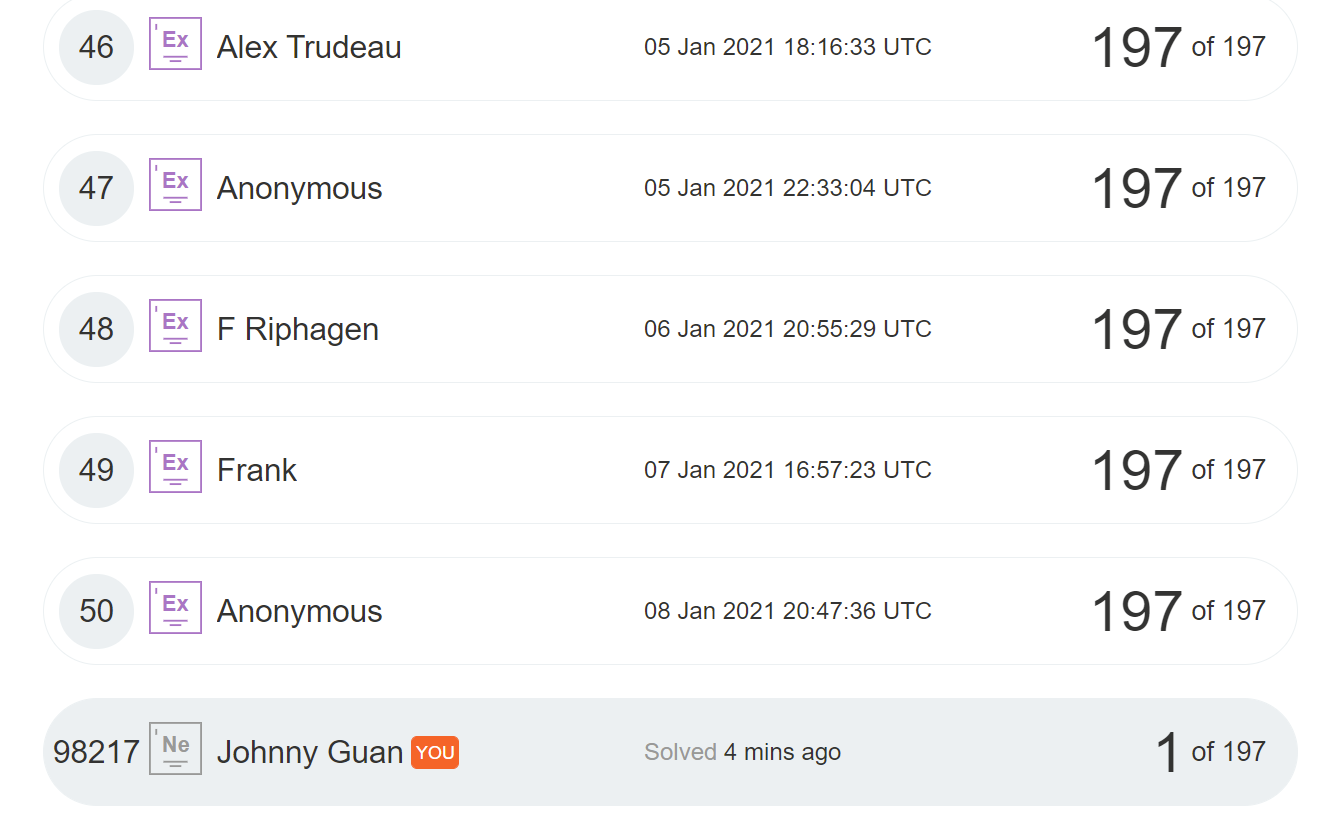 46 Ex Alex Trudeau 05 Jan 2021 18:16:33 UTC 197 of 197
47 Ex Anonymous 05 Jan 2021 22:33:04 UTC 197 of 197
48 Ex F Riphagen 06 Jan 2021 20:55:29 UTC 197 of 197
49 Ex Frank 07 Jan 2021 16:57:23 UTC 197 of 197
50 Ex Anonymous 08 Jan 2021 20:47:36 UTC 197 of 197
98217 Ne Johnny Guan YOU Solved 4 mins ago 1 of 197